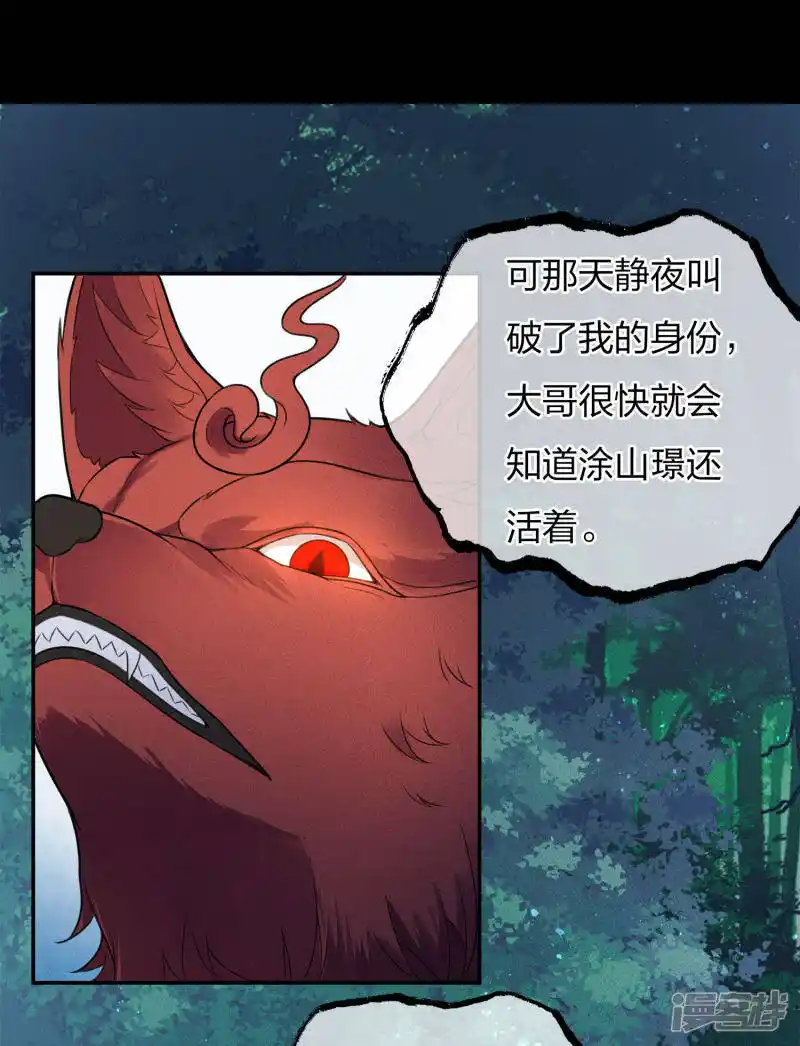 可那天静夜叫
破了我的身份，
大哥很快就会
知道涂山璟还
活着。
漫客栈